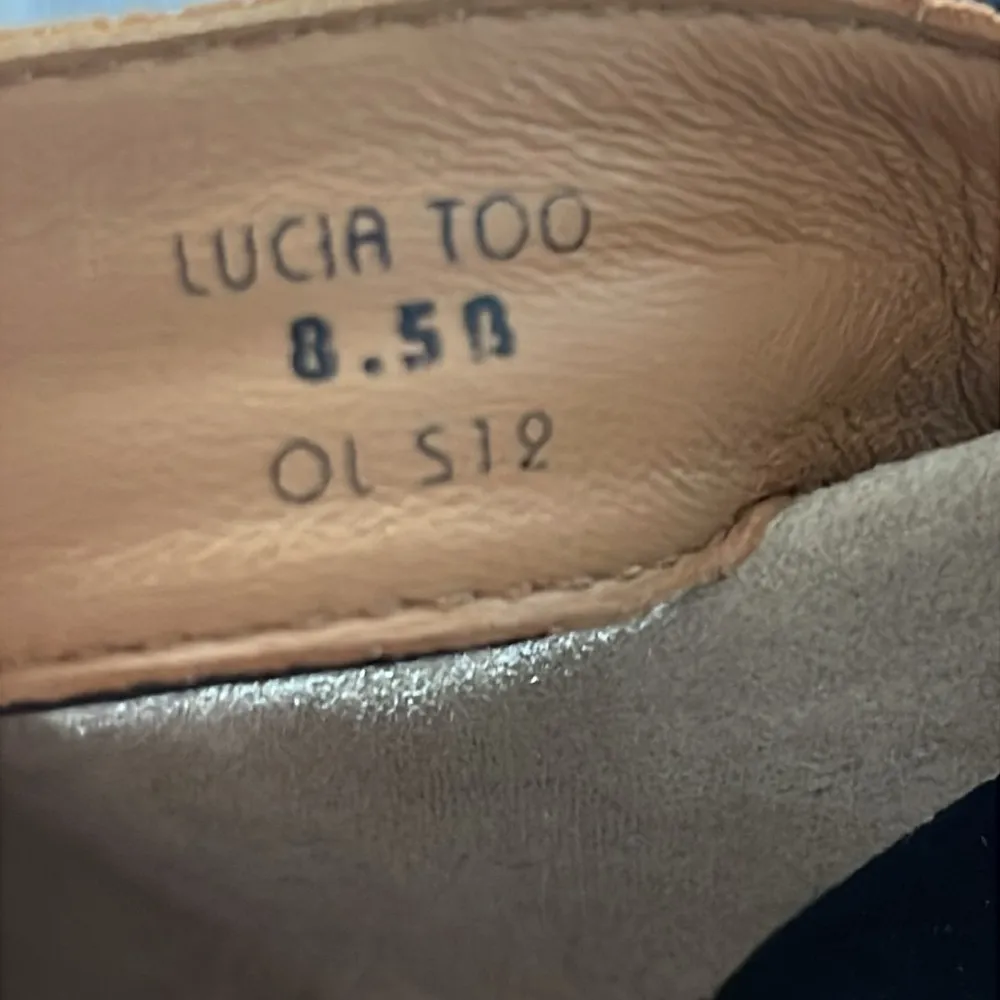 LUCIA TOO
8.5B
OL S12